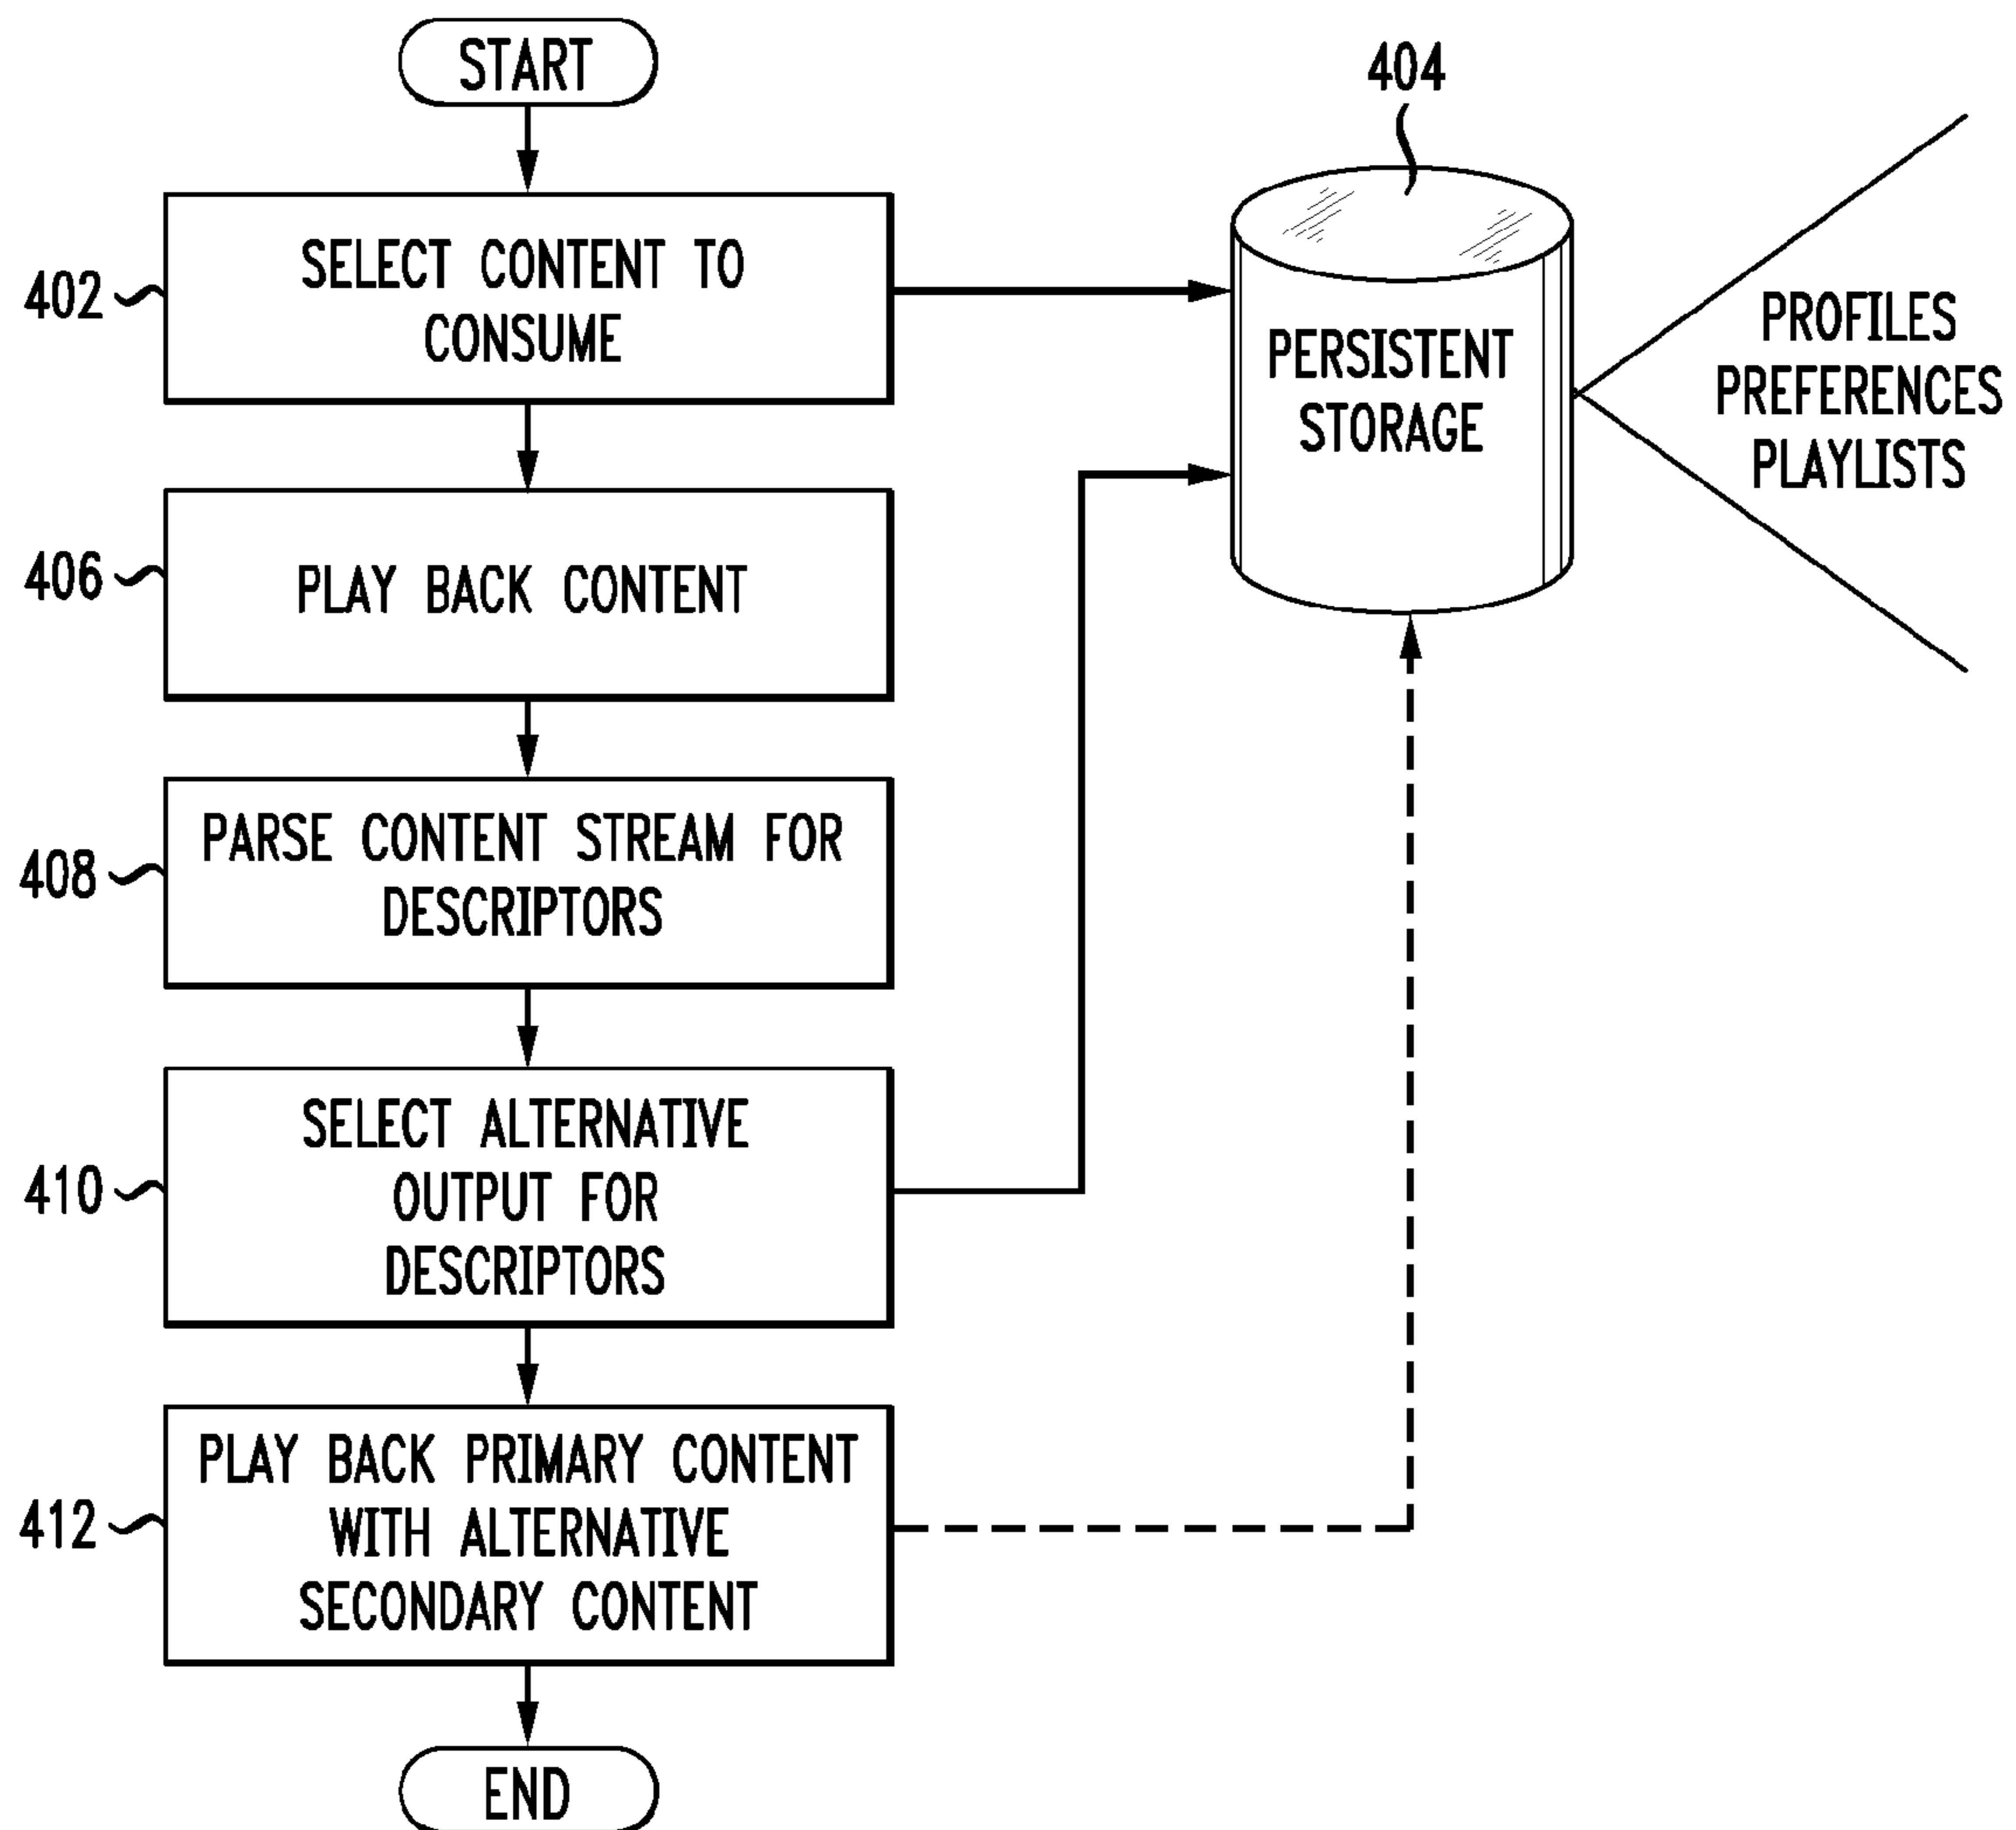 START
404
402
SELECT CONTENT TO
CONSUME
PERSISTENT
STORAGE
PROFILES
PREFERENCES
PLAYLISTS
406
PLAY BACK CONTENT
408
PARSE CONTENT STREAM FOR
DESCRIPTORS
410
SELECT ALTERNATIVE
OUTPUT FOR
DESCRIPTORS
412
PLAY BACK PRIMARY CONTENT
WITH ALTERNATIVE
SECONDARY CONTENT
END